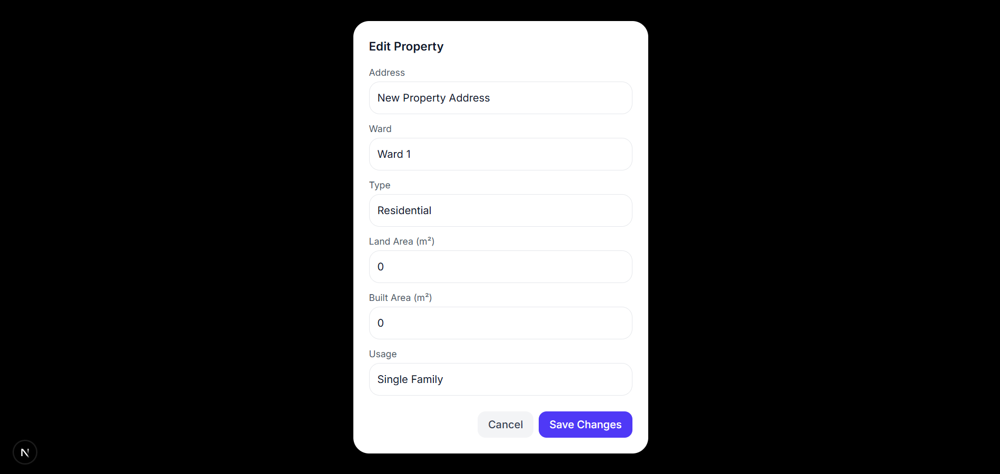 Edit Property
Address
New Property Address
Ward
Ward 1
Type
Residential
Land Area (m²)
0
Built Area (m²)
0
Usage
Single Family
Cancel
Save Changes
N